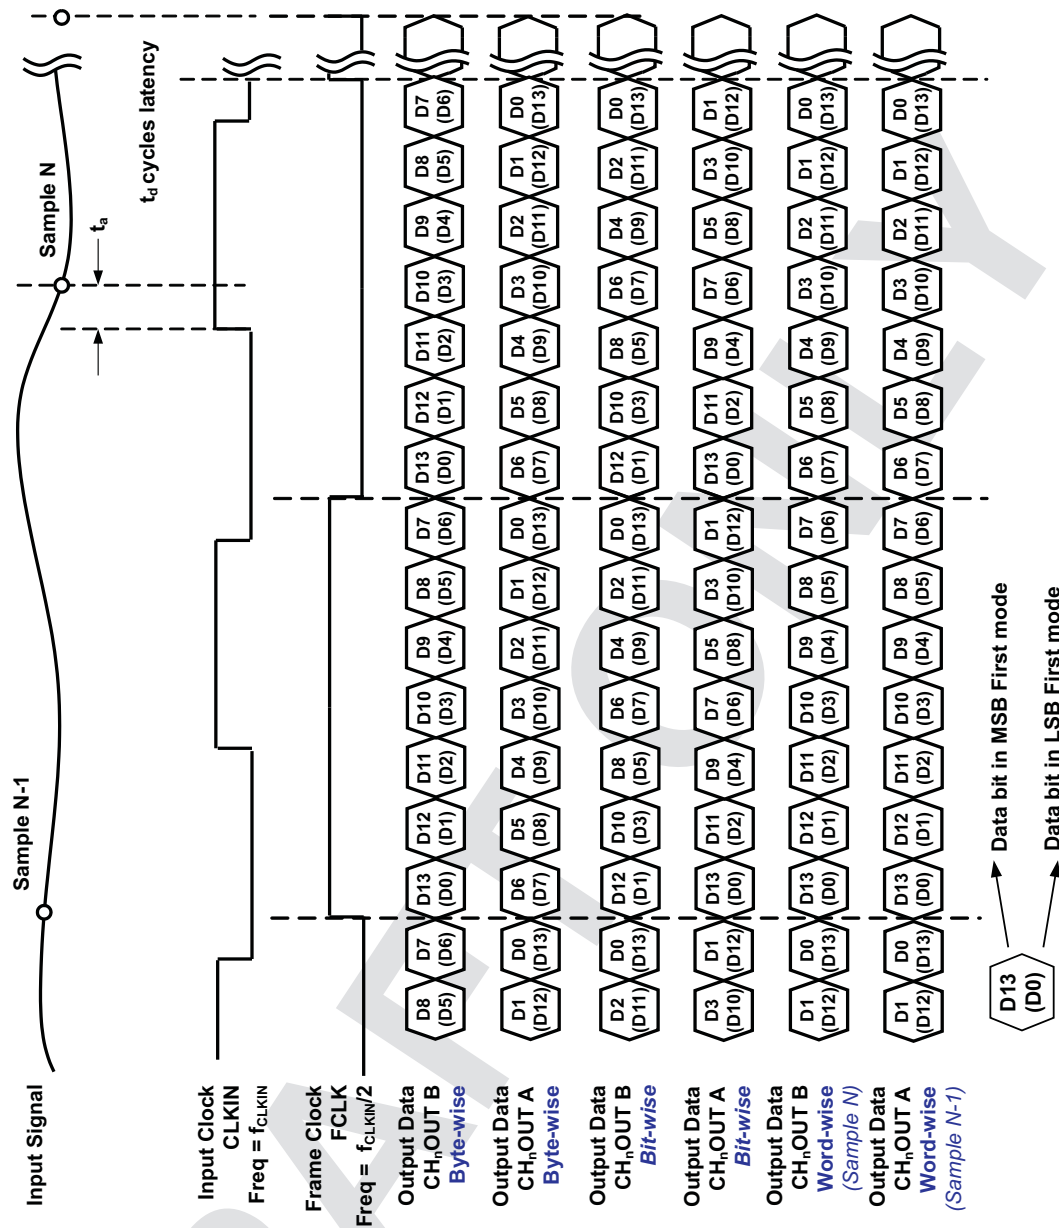 Input Signal
Sample N-1
Sample N
t_a
t_d cycles latency
Input Clock
CLKIN
Freq = f_CLKIN
Frame Clock
FCLK
Freq = f_CLKIN/2
Output Data
CH_nOUT B
Byte-wise
D8 D7 D13 D12 D11 D10 D9 D8 D7 D13 D12 D11 D10 D9 D8 D7
(D5) (D6) (D0) (D1) (D2) (D3) (D4) (D5) (D6) (D0) (D1) (D2) (D3) (D4) (D5) (D6)
Output Data
CH_nOUT A
Byte-wise
D1 D0 D6 D5 D4 D3 D2 D1 D0 D6 D5 D4 D3 D2 D1 D0
(D12) (D13) (D7) (D8) (D9) (D10) (D11) (D12) (D13) (D7) (D8) (D9) (D10) (D11) (D12) (D13)
Output Data
CH_nOUT B
Bit-wise
D2 D0 D12 D10 D8 D6 D4 D2 D0 D12 D10 D8 D6 D4 D2 D0
(D11) (D13) (D1) (D3) (D5) (D7) (D9) (D11) (D13) (D1) (D3) (D5) (D7) (D9) (D11) (D13)
Output Data
CH_nOUT A
Bit-wise
D3 D1 D13 D11 D9 D7 D5 D3 D1 D13 D11 D9 D7 D5 D3 D1
(D10) (D12) (D0) (D2) (D4) (D6) (D8) (D10) (D12) (D0) (D2) (D4) (D6) (D8) (D10) (D12)
Output Data
CH_nOUT B
Word-wise
(Sample N)
D1 D0 D13 D12 D11 D10 D9 D8 D7 D6 D5 D4 D3 D2 D1 D0
(D12) (D13) (D0) (D1) (D2) (D3) (D4) (D5) (D6) (D7) (D8) (D9) (D10) (D11) (D12) (D13)
Output Data
CH_nOUT A
Word-wise
(Sample N-1)
D1 D0 D13 D12 D11 D10 D9 D8 D7 D6 D5 D4 D3 D2 D1 D0
(D12) (D13) (D0) (D1) (D2) (D3) (D4) (D5) (D6) (D7) (D8) (D9) (D10) (D11) (D12) (D13)
D13
(D0)
Data bit in MSB First mode
Data bit in LSB First mode